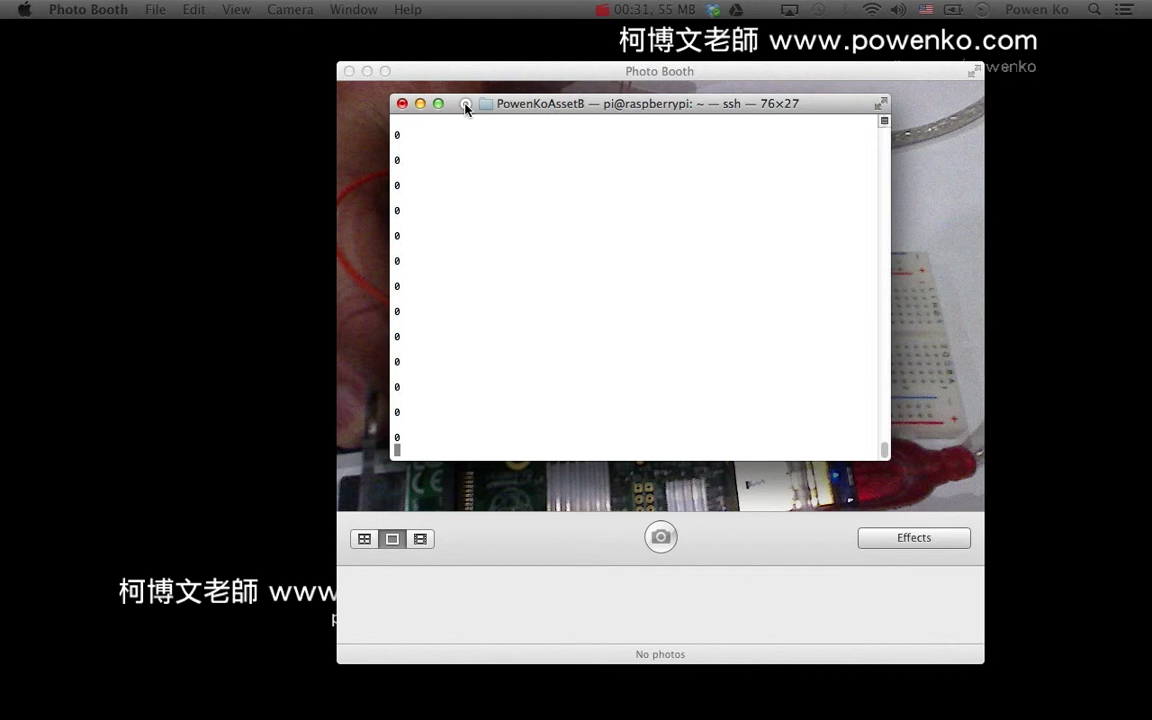 Photo Booth File Edit View Camera Window Help 00:31, 55 MB Powen Ko
柯博文老師 www.powenko.com
wenko
Photo Booth
PowenKoAssetB — pi@raspberrypi: ~ — ssh — 76×27
0
0
0
0
0
0
0
0
0
0
0
0
0
Effects
柯博文老師 www
p
No photos